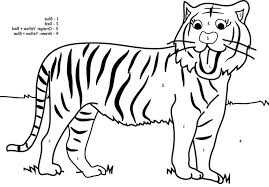 1 - Blue
2 - Red
3 - Orange: Yellow + Red
4 - Green: Yellow + Blue